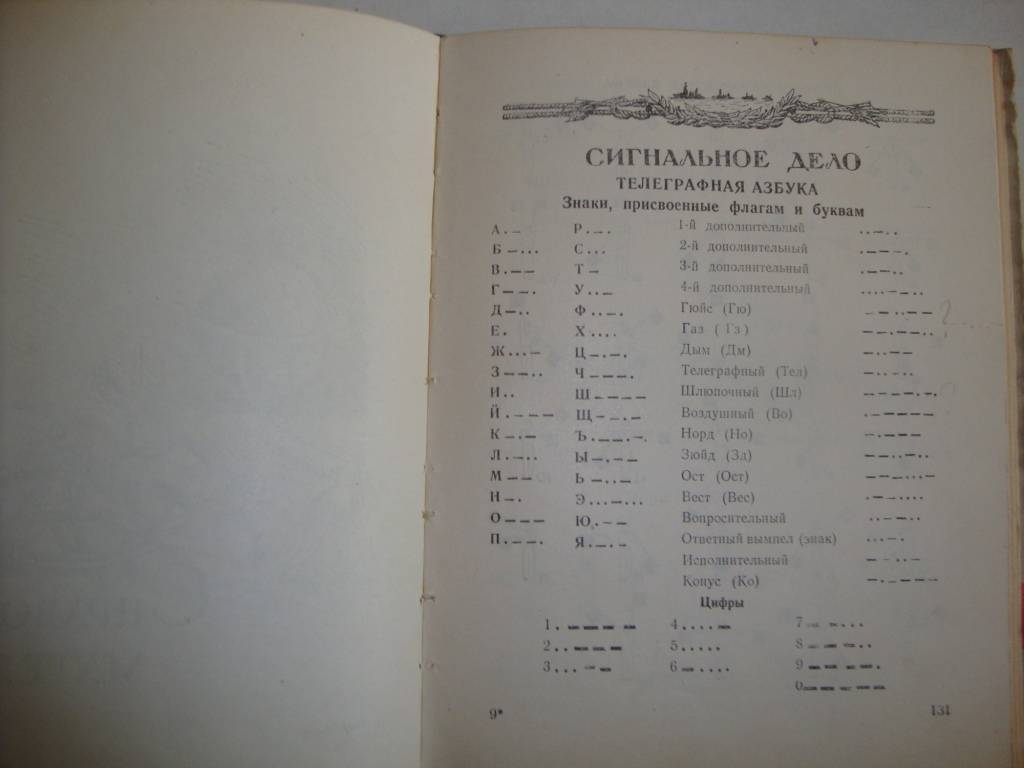 СИГНАЛЬНОЕ ДЕЛО
ТЕЛЕГРАФНАЯ АЗБУКА
Знаки, присвоенные флагам и буквам
А . – Р . – . 1-й дополнительный . . – . .
Б – . . . С . . . 2-й дополнительный . – – – .
В . – – Т – 3-й дополнительный . – – . .
Г – – . У . . – 4-й дополнительный
Д – . . Ф . . – . Гюйс (Гю)
Е . Х . . . . Газ (Гз)
Ж . . . – Ц – . – . Дым (Дм) – . . – –
З – – . . Ч – – – . Телеграфный (Тел)
И . . Ш – – – – Шлюпочный (Шл)
Й . – – – Щ – – . – Воздушный (Во)
К – . – Ъ Норд (Но)
Л . – . . Ы – . – – Зюйд (Зд)
М – – Ь – . . – Ост (Ост)
Н – . Э Вест (Вес)
О – – – Ю . . – – Вопросительный
П . – – . Я . – . – Ответный вымпел (знак)
Исполнительный
Конус (Ко)
Цифры
1 . – – – – 4 . . . . – 7 – – . . .
2 . . – – – 5 . . . . . 8 – – – . .
3 . . . – – 6 – . . . . 9 – – – – .
0 – – – – –
9* 131